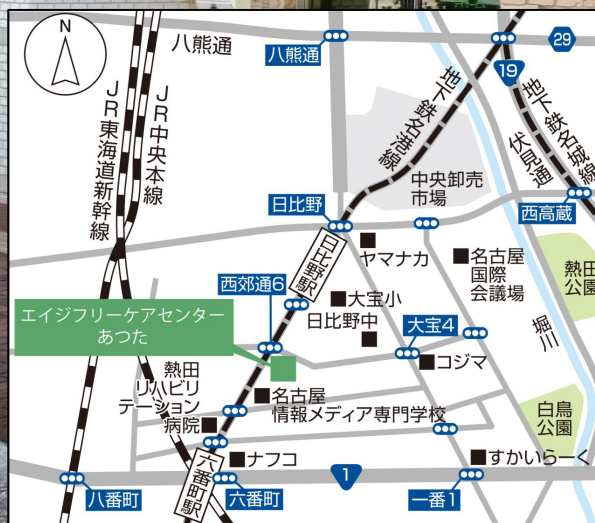 N
八熊通
八熊通
29
19
地下鉄名港線
地下鉄名城線
伏見通
JR東海道新幹線
JR中央本線
中央卸売
市場
西高蔵
日比野
日比野駅
ヤマナカ
名古屋
国際
会議場
熱田
公園
西郊通6
大宝小
日比野中
大宝4
堀川
エイジフリーケアセンター
あつた
コジマ
熱田
リハビリ
テーション
病院
名古屋
情報メディア専門学校
白鳥
公園
ナフコ
すかいらーく
六番町駅
八番町
六番町
1
一番1